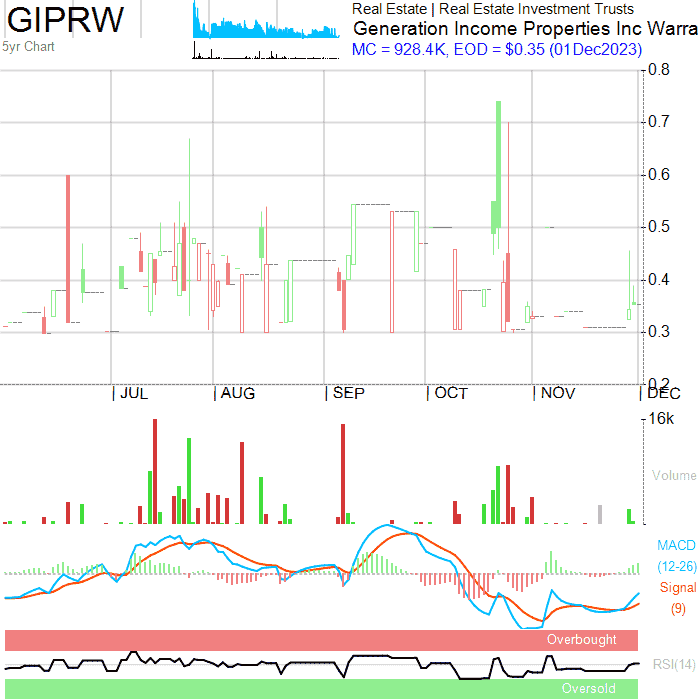 GIPRW
5yr Chart
Real Estate | Real Estate Investment Trusts
Generation Income Properties Inc Warra
MC = 928.4K, EOD = $0.35 (01Dec2023)
0.8
0.7
0.6
0.5
0.4
0.3
0.2
| JUL
| AUG
| SEP
| OCT
| NOV
| DEC
16k
Volume
MACD
(12-26)
Signal
(9)
Overbought
RSI(14)
Oversold